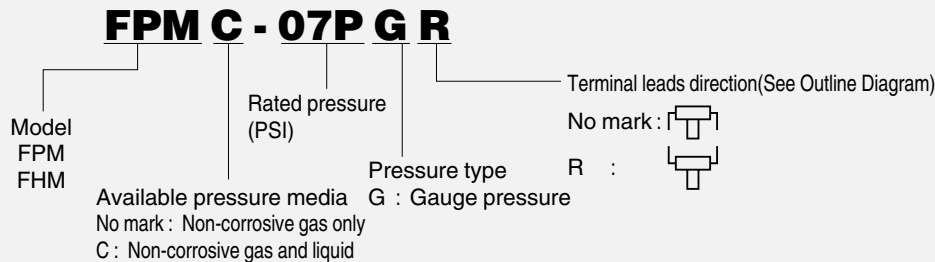 FPM C - 07P G R
Terminal leads direction(See Outline Diagram)
No mark :
R :
Rated pressure
(PSI)
Model
FPM
FHM
Pressure type
G : Gauge pressure
Available pressure media
No mark : Non-corrosive gas only
C : Non-corrosive gas and liquid